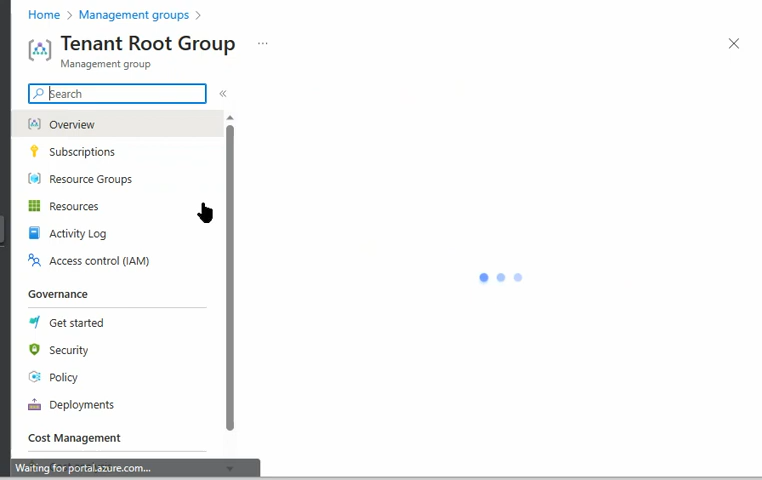 Home > Management groups >
Tenant Root Group ...
Management group
Search «
Overview
Subscriptions
Resource Groups
Resources
Activity Log
Access control (IAM)
Governance
Get started
Security
Policy
Deployments
Cost Management
Waiting for portal.azure.com...